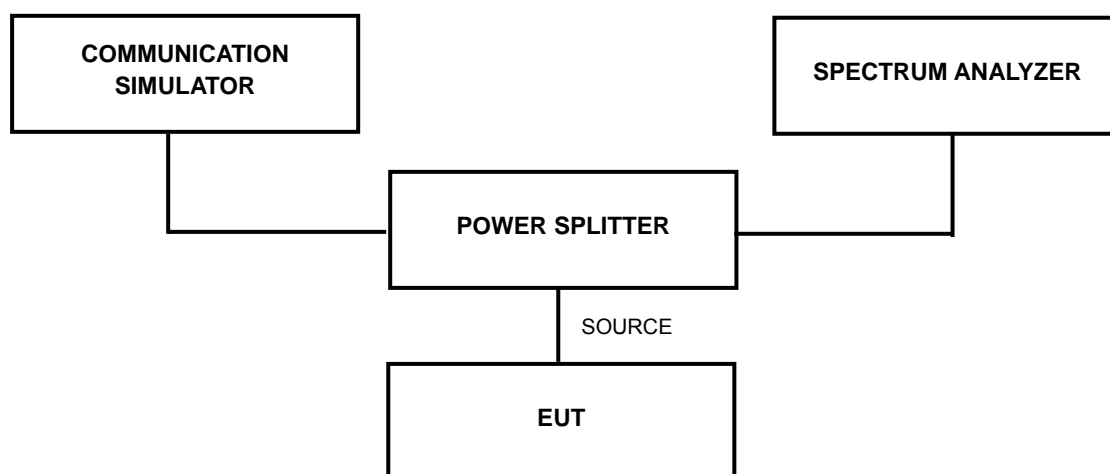 COMMUNICATION
SIMULATOR
SPECTRUM ANALYZER
POWER SPLITTER
SOURCE
EUT